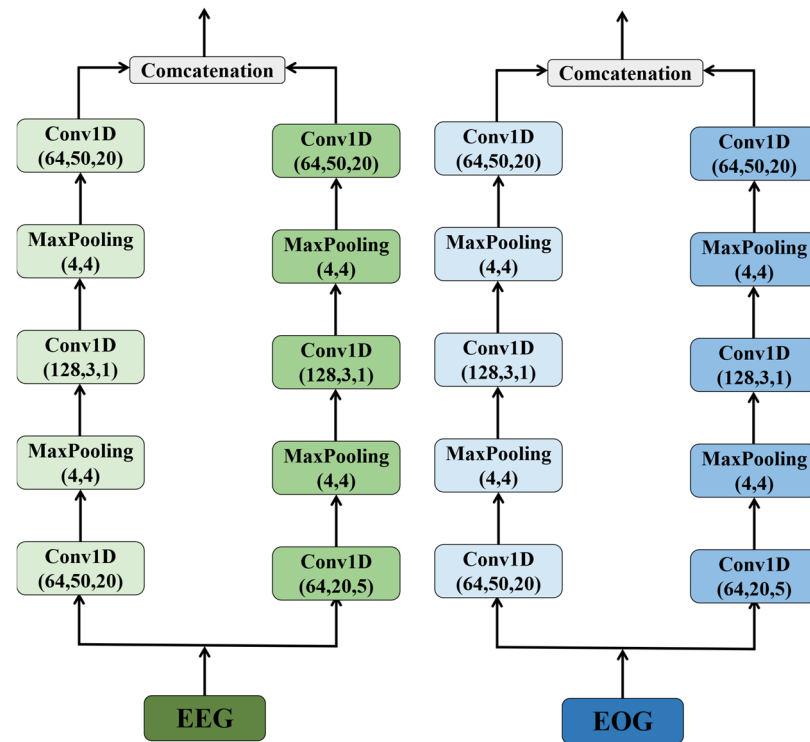 Comcatenation
Conv1D
(64,50,20)
MaxPooling
(4,4)
Conv1D
(128,3,1)
MaxPooling
(4,4)
Conv1D
(64,50,20)
Conv1D
(64,50,20)
MaxPooling
(4,4)
Conv1D
(128,3,1)
MaxPooling
(4,4)
Conv1D
(64,20,5)
EEG
Comcatenation
Conv1D
(64,50,20)
MaxPooling
(4,4)
Conv1D
(128,3,1)
MaxPooling
(4,4)
Conv1D
(64,50,20)
Conv1D
(64,50,20)
MaxPooling
(4,4)
Conv1D
(128,3,1)
MaxPooling
(4,4)
Conv1D
(64,20,5)
EOG